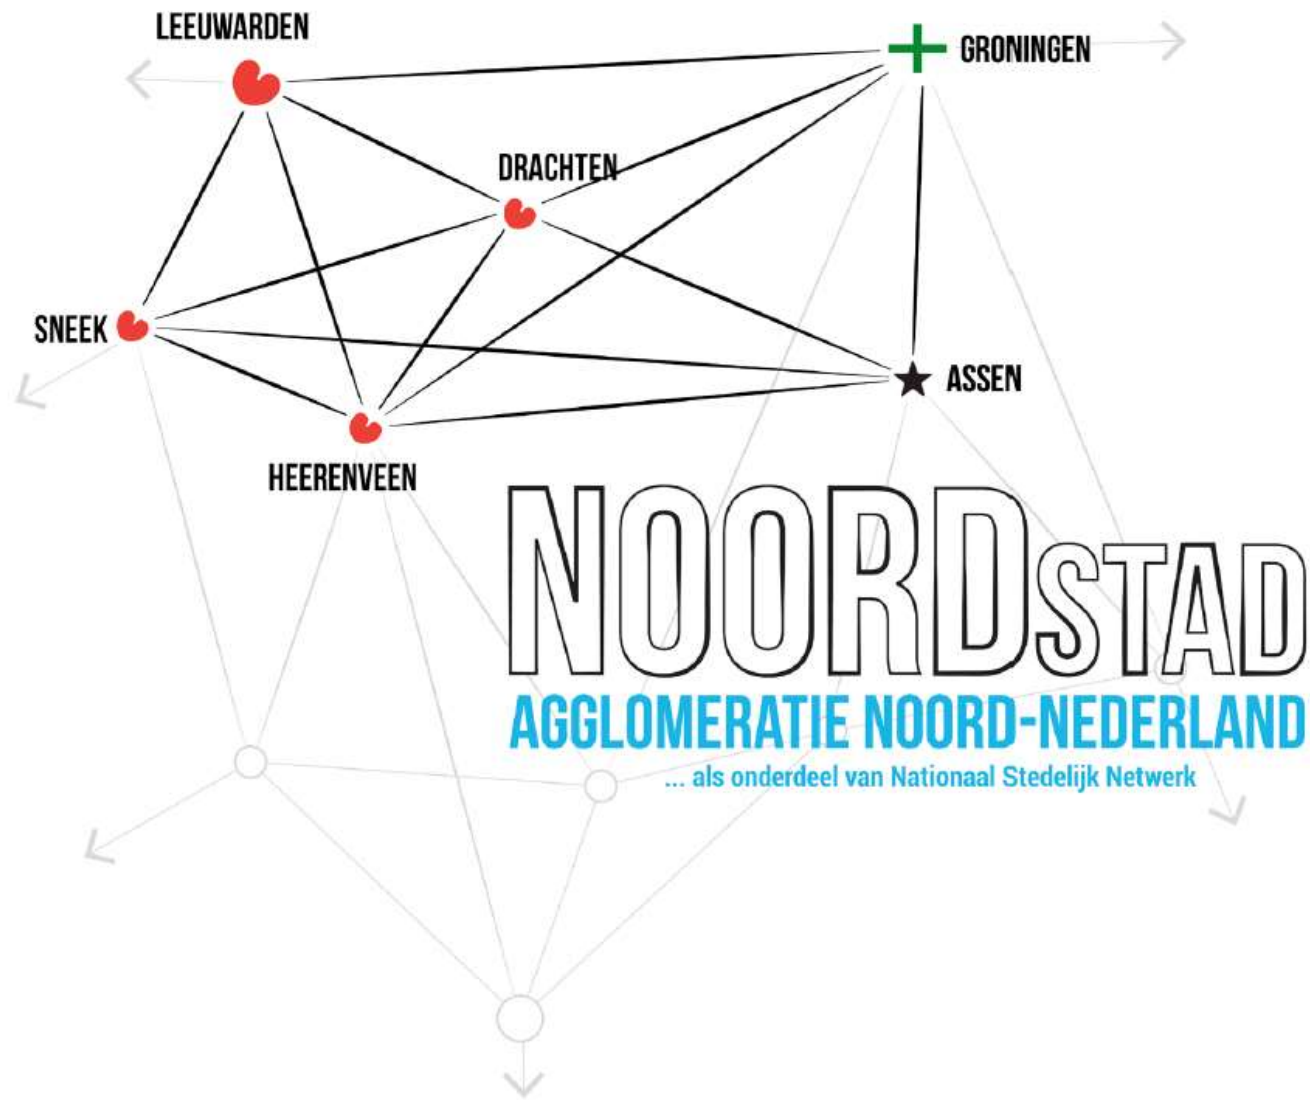 LEEUWARDEN
GRONINGEN
DRACHTEN
SNEEK
ASSEN
HEERENVEEN
NOORDSTAD
AGGLOMERATIE NOORD-NEDERLAND
... als onderdeel van Nationaal Stedelijk Netwerk